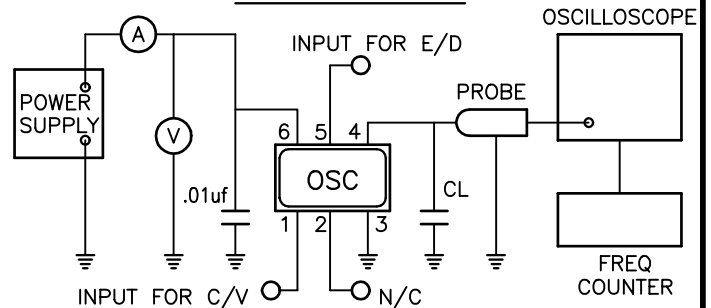 OSCILLOSCOPE
A
INPUT FOR E/D
POWER
SUPPLY
V
PROBE
6 5 4
OSC
.01uf
CL
1 2 3
INPUT FOR C/V
N/C
FREQ
COUNTER